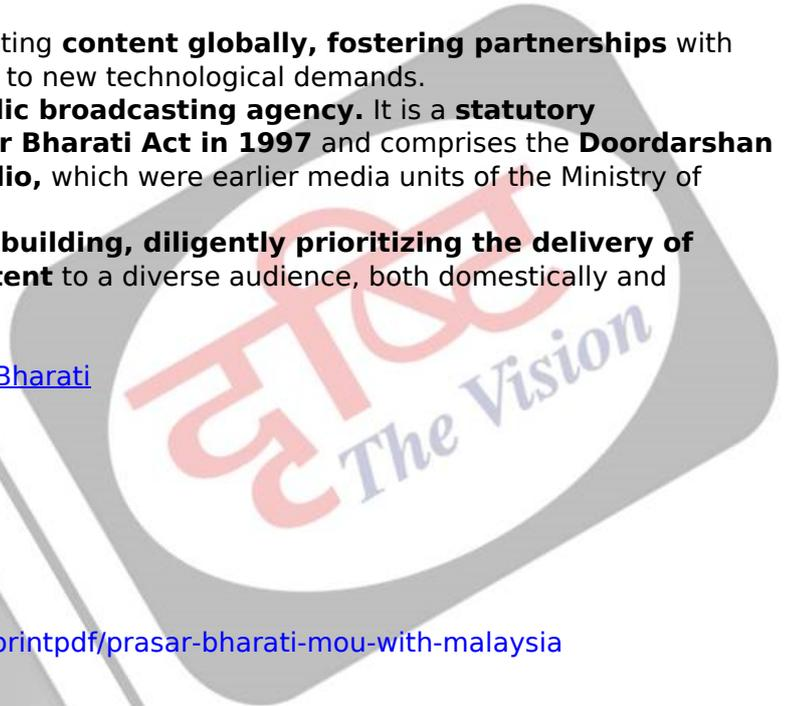 ting content globally, fostering partnerships with
to new technological demands.
lic broadcasting agency. It is a statutory
r Bharati Act in 1997 and comprises the Doordarshan
lio, which were earlier media units of the Ministry of
building, diligently prioritizing the delivery of
tent to a diverse audience, both domestically and
Bharati
दृष्टि
The Vision
printpdf/prasar-bharati-mou-with-malaysia